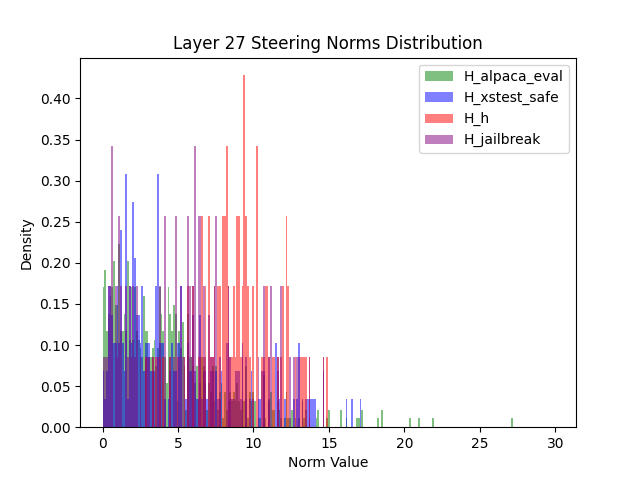 Layer 27 Steering Norms Distribution
H_alpaca_eval
H_xstest_safe
H_h
H_jailbreak
0.40
0.35
0.30
0.25
0.20
0.15
0.10
0.05
0.00
Density
0 5 10 15 20 25 30
Norm Value